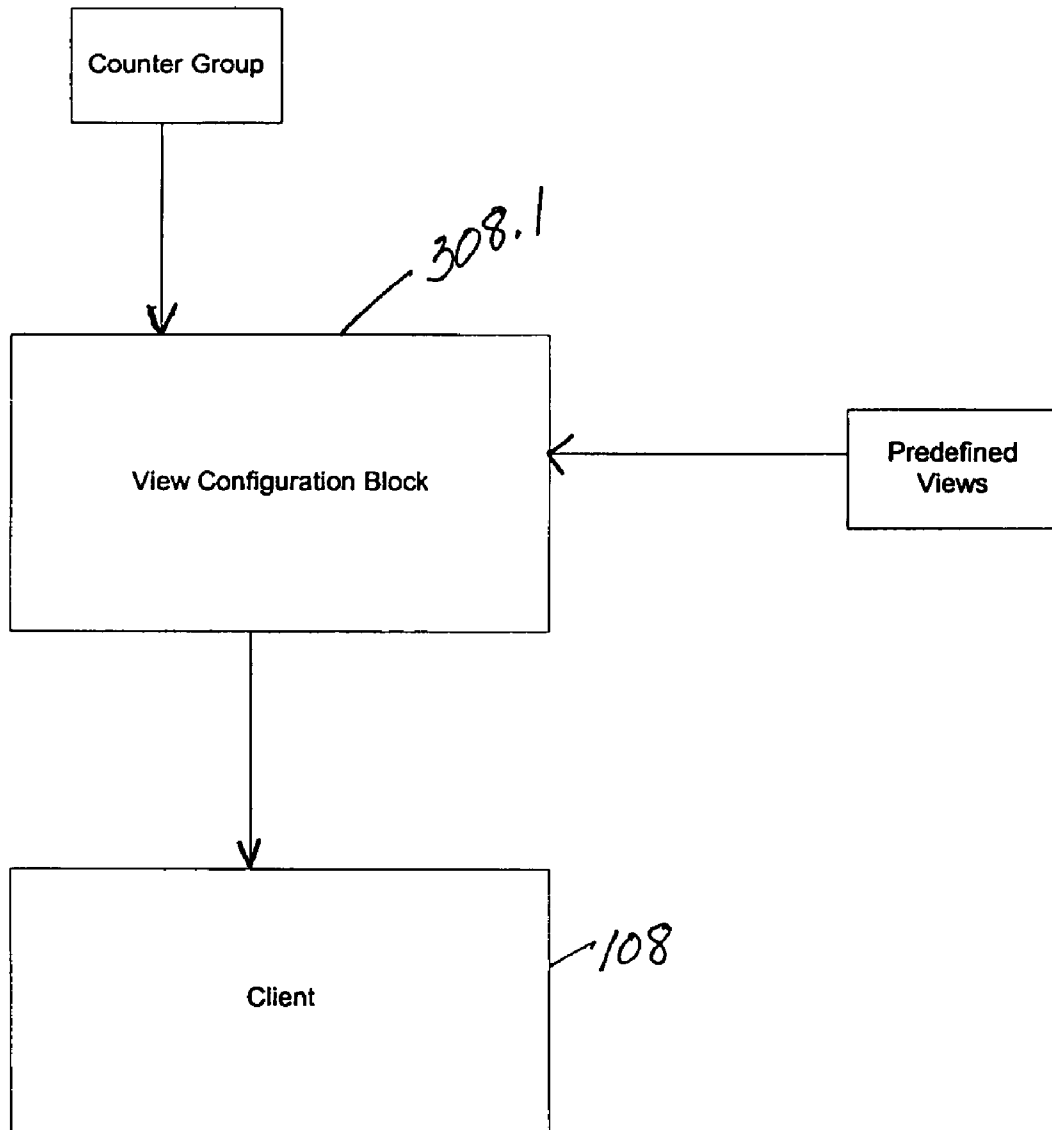 Counter Group
308.1
View Configuration Block
Predefined
Views
Client
108